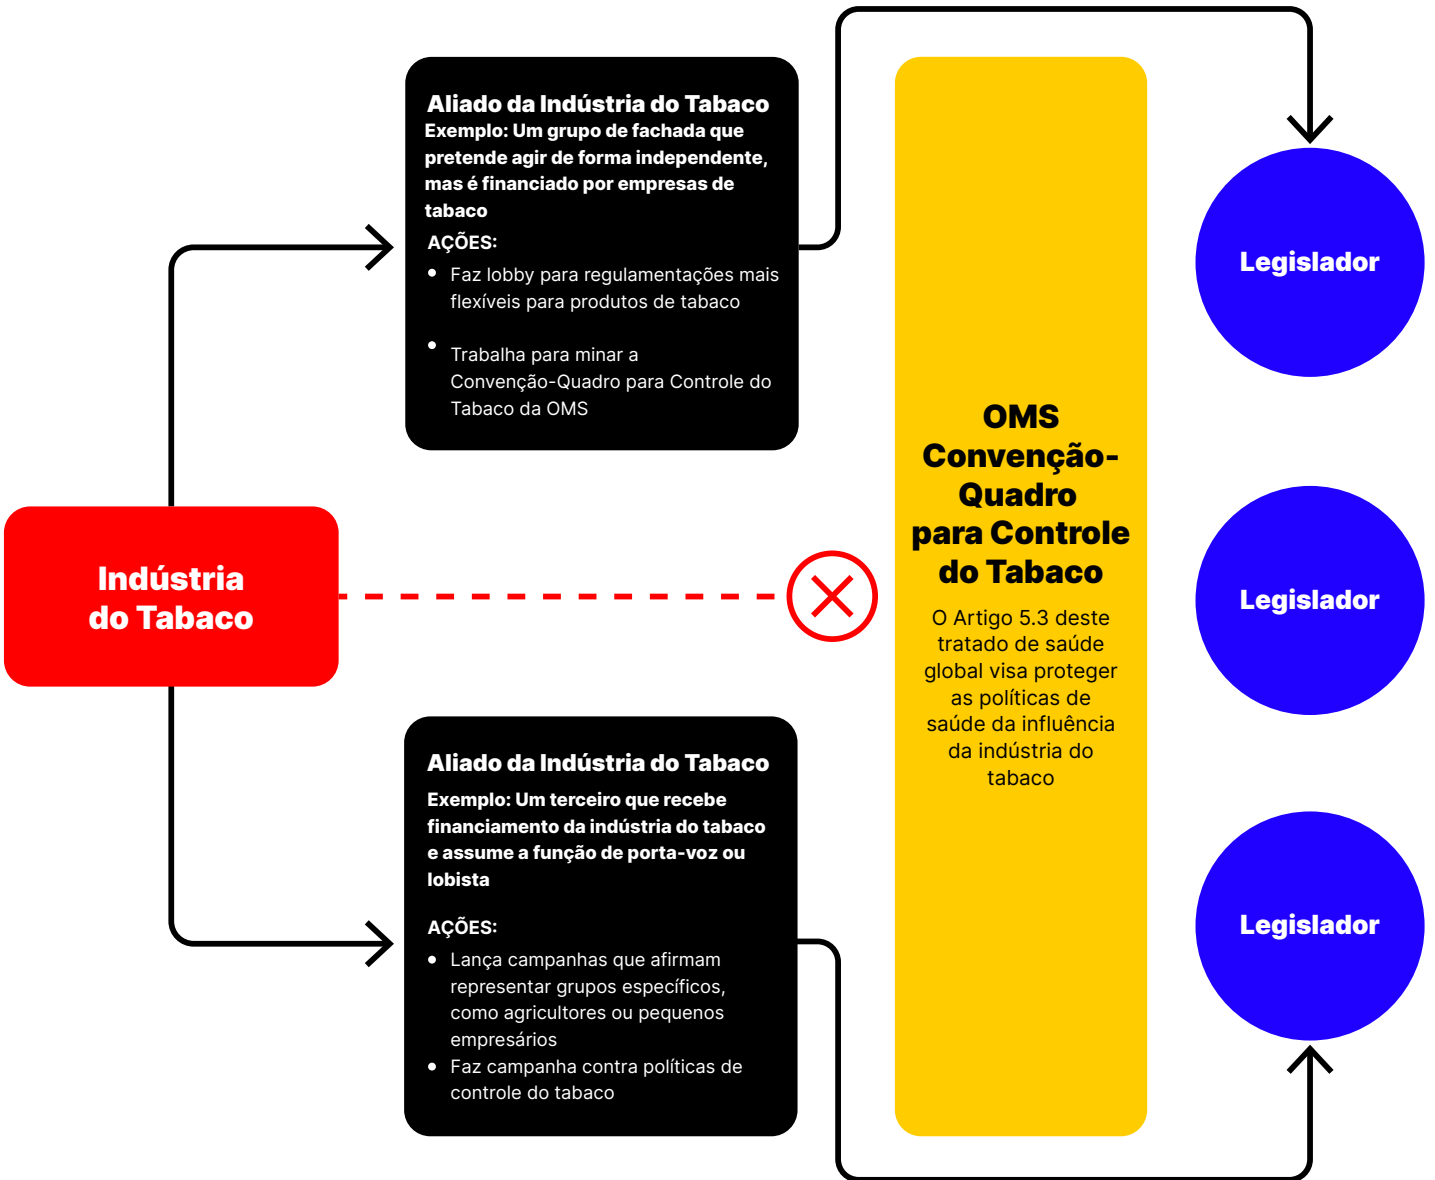 Aliado da Indústria do Tabaco
Exemplo: Um grupo de fachada que
pretende agir de forma independente,
mas é financiado por empresas de
tabaco
AÇÕES:
Faz lobby para regulamentações mais
flexíveis para produtos de tabaco
Trabalha para minar a
Convenção-Quadro para Controle do
Tabaco da OMS
Indústria
do Tabaco
Aliado da Indústria do Tabaco
Exemplo: Um terceiro que recebe
financiamento da indústria do tabaco
e assume a função de porta-voz ou
lobista
AÇÕES:
Lança campanhas que afirmam
representar grupos específicos,
como agricultores ou pequenos
empresários
Faz campanha contra políticas de
controle do tabaco
OMS
Convenção-
Quadro
para Controle
do Tabaco
O Artigo 5.3 deste
tratado de saúde
global visa proteger
as políticas de
saúde da influência
da indústria do
tabaco
Legislador
Legislador
Legislador